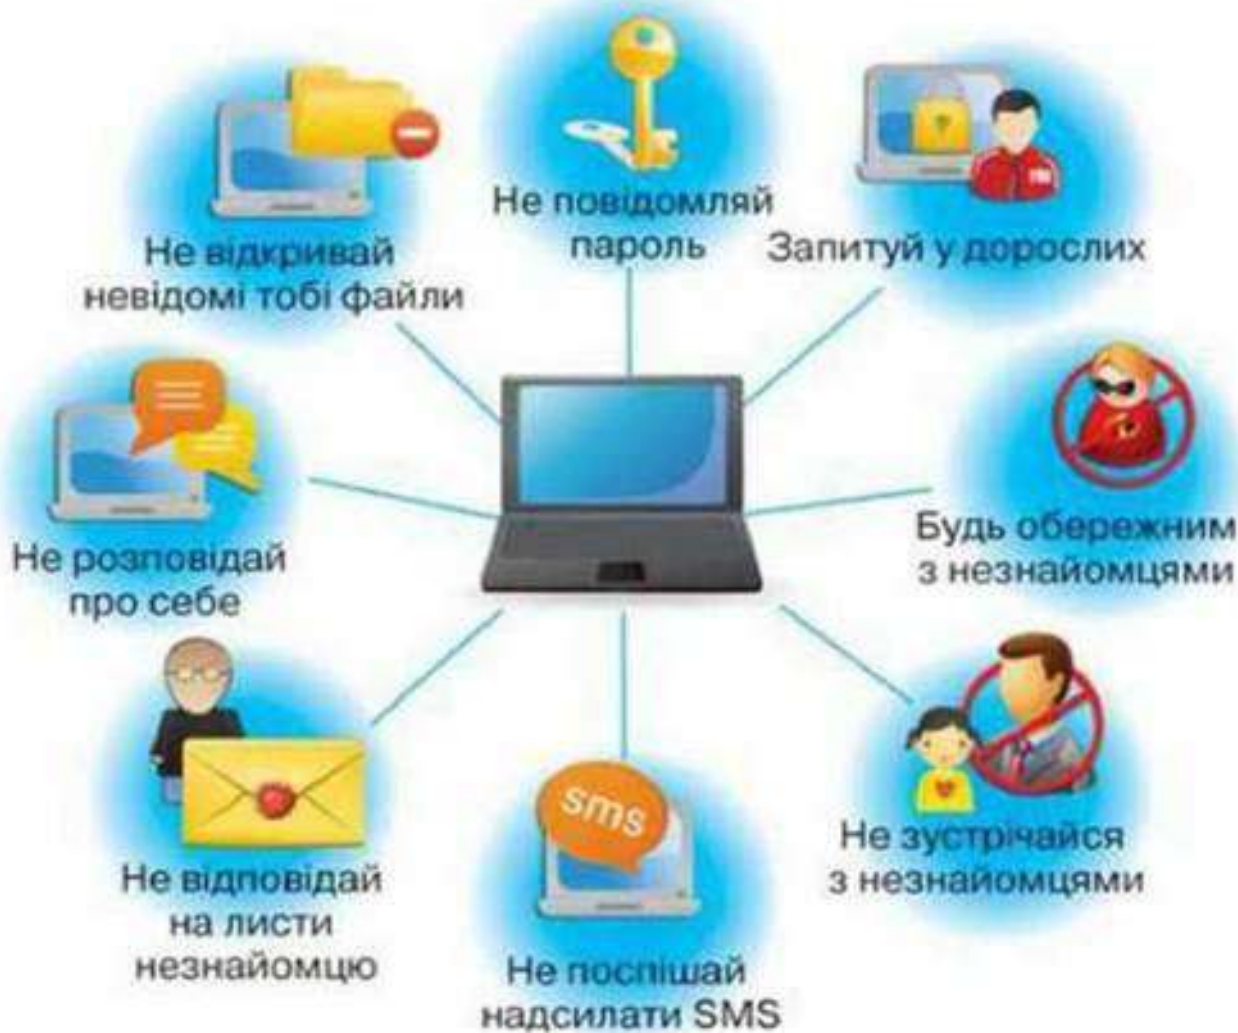 Не повідомляй
пароль
Запитуй у дорослих
Не відкривай
невідомі тобі файли
Будь обережним
з незнайомцями
Не розповідай
про себе
sms
Не зустрічайся
з незнайомцями
Не відповідай
на листи
незнайомцю
Не поспішай
надсилати SMS